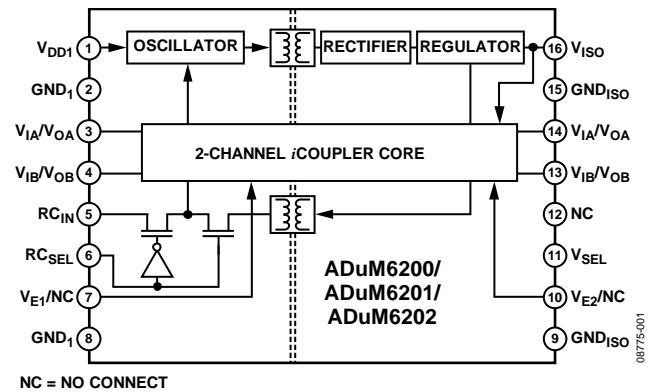 OSCILLATOR
RECTIFIER
REGULATOR
VDD1 1
GND1 2
VIA/VOA 3
VIB/VOB 4
RCIN 5
RCSEL 6
VE1/NC 7
GND1 8
16 VISO
15 GNDISO
14 VIA/VOA
13 VIB/VOB
12 NC
11 VSEL
10 VE2/NC
9 GNDISO
2-CHANNEL iCOUPLER CORE
ADuM6200/
ADuM6201/
ADuM6202
08775-001
NC = NO CONNECT